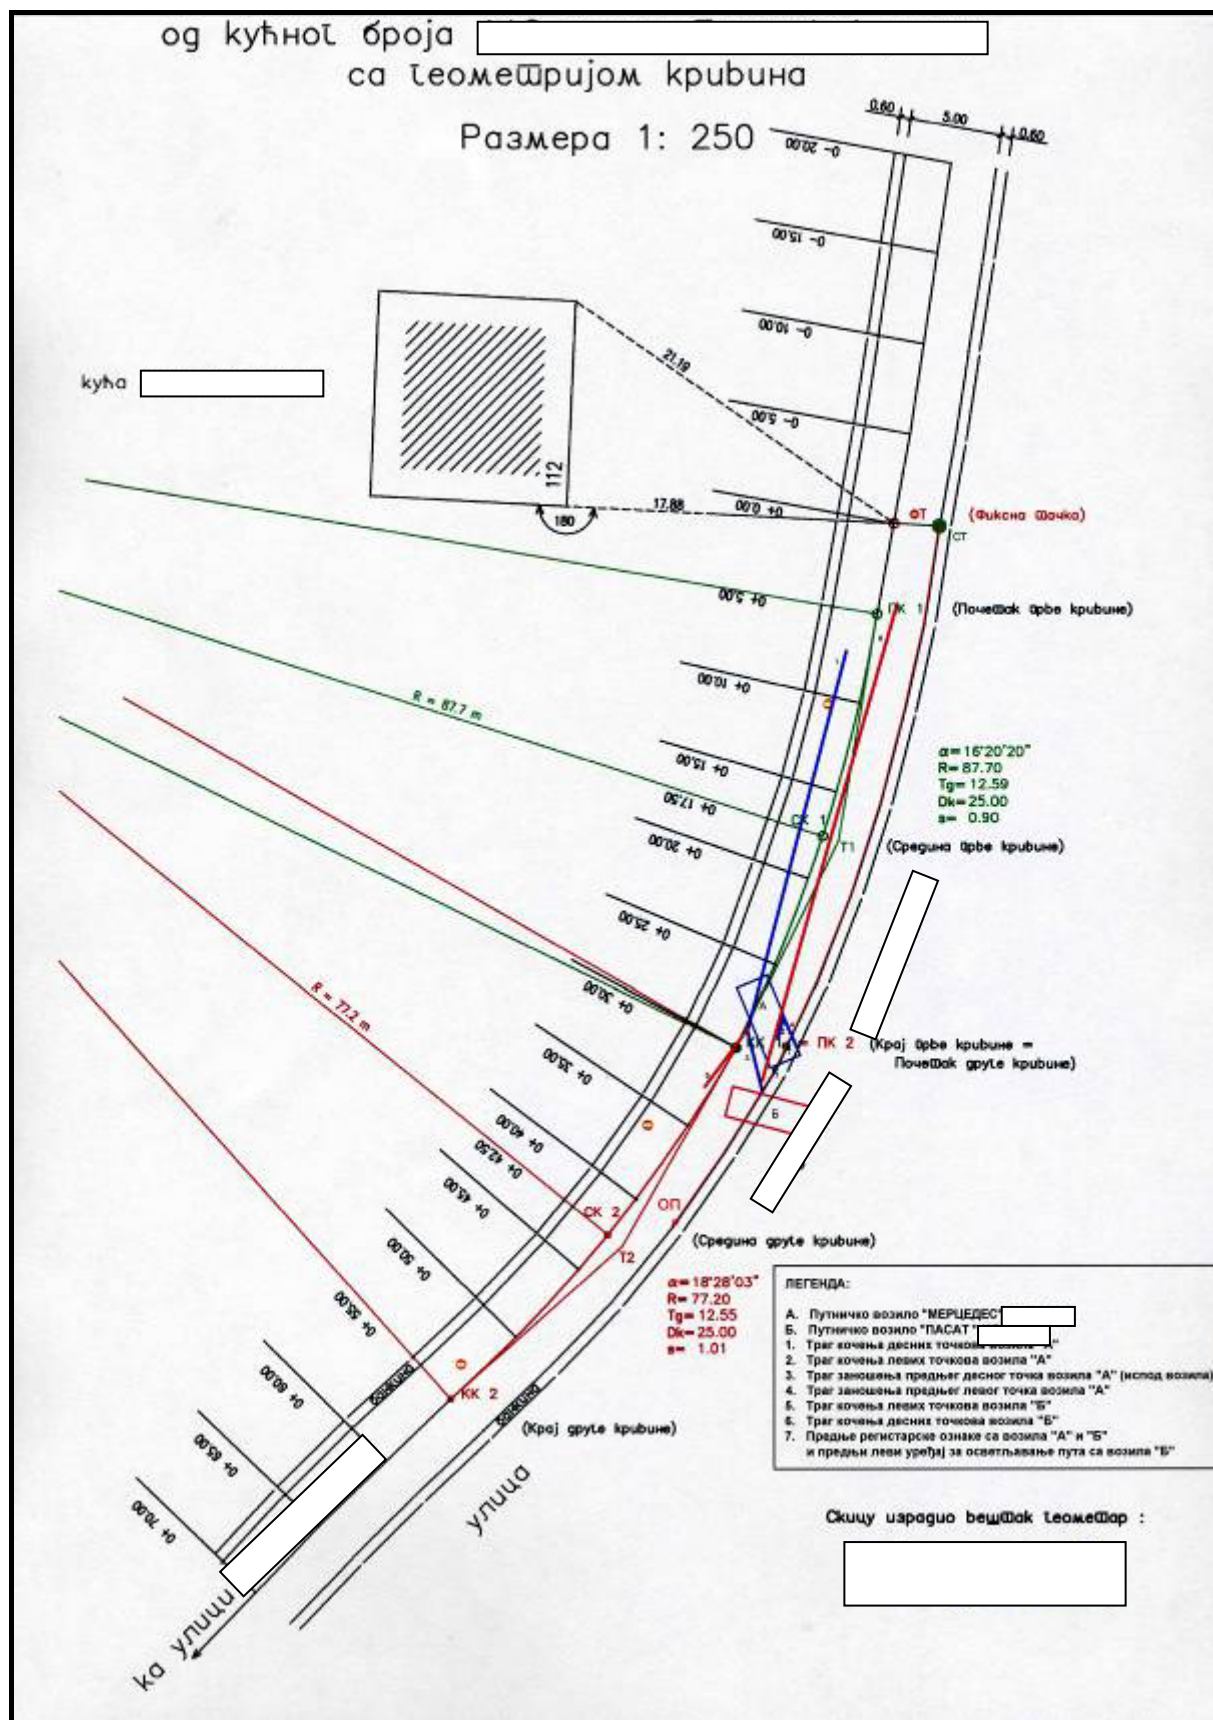 од кућног броја
са геометријом кривина
Размера 1: 250
0.60
5.00
0.60
0- 20.00
0- 15.00
0- 10.00
0- 5.00
21.19
кућа
112
17.88
180
0+ 0.00
ФТ
(Фиксна тачка)
СТ
0+ 5.00
ПК 1
(Почетак прве кривине)
0+ 10.00
R = 87.7 m
0+ 15.00
0+ 17.50
СК 1
0+ 20.00
Т1
α=16°20'20"
R=87.70
Tg=12.59
Dk=25.00
s= 0.90
(Средина прве кривине)
0+ 25.00
0+ 30.00
А
R = 77.2 m
0+ 35.00
= ПК 2
(Крај прве кривине =
Почетак друге кривине)
Б
0+ 40.00
0+ 42.50
0+ 45.00
СК 2
ОП
Т2
(Средина друге кривине)
0+ 50.00
0+ 55.00
α=18°28'03"
R=77.20
Tg=12.55
Dk=25.00
s= 1.01
0+ 60.00
банкина
КК 2
банкина
(Крај друге кривине)
0+ 65.00
0+ 70.00
улица
ка улици
ЛЕГЕНДА:
А. Путничко возило "МЕРЦЕДЕС"
Б. Путничко возило "ПАСАТ"
1. Траг кочења десних точкова возила "А"
2. Траг кочења левих точкова возила "А"
3. Траг заношења предњег десног точка возила "А" (испод возила)
4. Траг заношења предњег левог точка возила "А"
5. Траг кочења левих точкова возила "Б"
6. Траг кочења десних точкова возила "Б"
7. Предње регистарске ознаке са возила "А" и "Б"
и предњи леви уређај за осветљавање пута са возила "Б"
Скицу израдио вештак геометар :